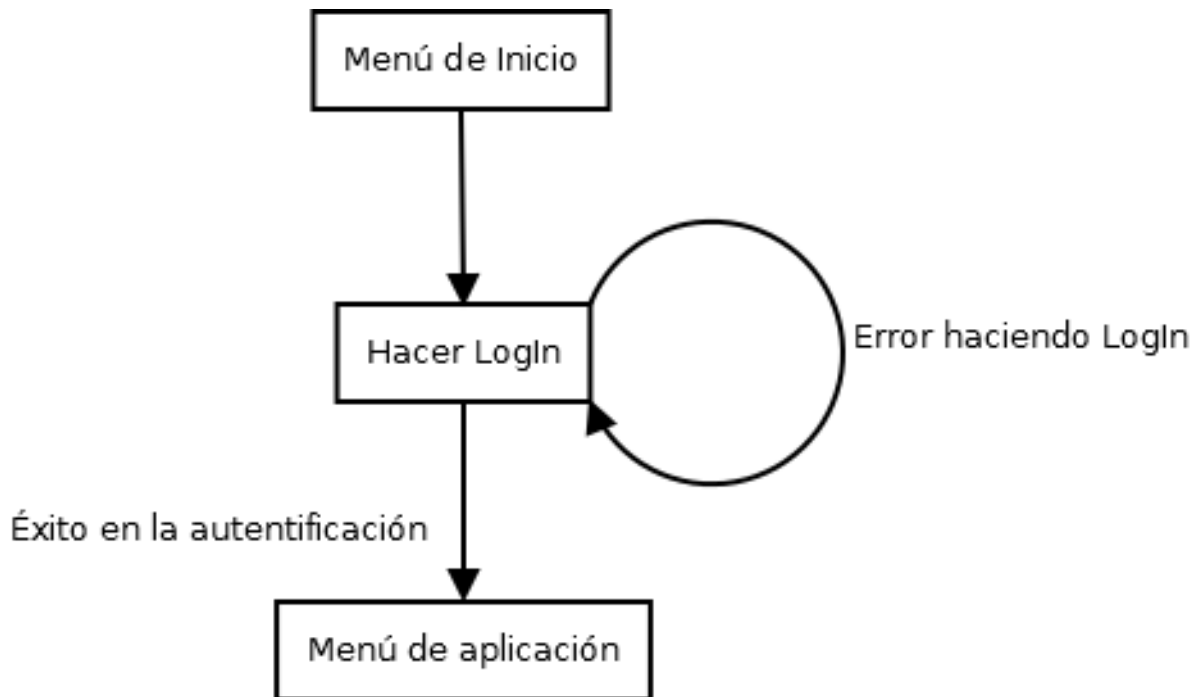 Menú de Inicio
Hacer LogIn
Error haciendo LogIn
Éxito en la autentificación
Menú de aplicación